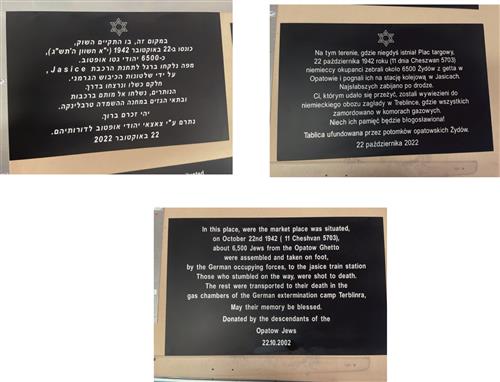 במקום זה, בו התקיים השוק,
כונסו ב-22 באוקטובר 1942 (י"א חשוון ה'תש"ג),
כ-6500 יהודי גטו אופטוב.
מפה נלקחו ברגל לתחנת הרכבת Jasice,
על ידי שלטונות הכיבוש הגרמני.
חלקם נשלו ונרצחו בדרך.
הנותרים, נשלחו אל מותם ברכבות
ובתאי הגזים במחנה ההשמדה טרבלינקה.
יהי זכרם ברוך.
נתרם ע"י צאצאי יהודי אופטוב לדורותיהם.
22 באוקטובר 2022
Na tym terenie, gdzie niegdyś istniał Plac targowy,
22 października 1942 roku (11 dnia Cheszwan 5703)
niemieccy okupanci zebrali około 6500 Żydów z getta w
Opatowie i pognali ich na stację kolejową w Jasicach.
Najsłabszych zabijano po drodze.
Ci, którym udało się przeżyć, zostali wywiezieni do
niemieckiego obozu zagłady w Treblince, gdzie wszystkich
zamordowano w komorach gazowych.
Niech ich pamięć będzie błogosławiona!
Tablica ufundowana przez potomków opatowskich Żydów.
22 października 2022
In this place, were the market place was situated,
on October 22nd 1942 ( 11 Cheshvan 5703),
about 6,500 Jews from the Opatow Ghetto
were assembled and taken on foot,
by the German occupying forces, to the jasice train station
Those who stumbled on the way, were shot to death.
The rest were transported to their death in the
gas chambers of the German extermination camp Terblinra,
May their memory be blessed.
Donated by the descendants of the
Opatow Jews
22.10.2002